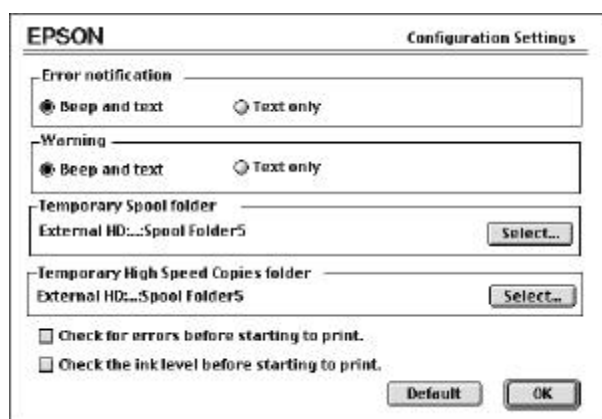 EPSON Configuration Settings
Error notification
Beep and text Text only
Warning
Beep and text Text only
Temporary Spool folder
External HD:...:Spool Folder5 Select...
Temporary High Speed Copies folder
External HD:...:Spool Folder5 Select...
Check for errors before starting to print.
Check the ink level before starting to print.
Default OK